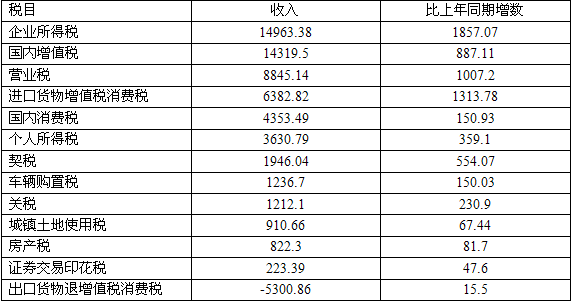 税目 收入 比上年同期增数
企业所得税 14963.38 1857.07
国内增值税 14319.5 887.11
营业税 8845.14 1007.2
进口货物增值税消费税 6382.82 1313.78
国内消费税 4353.49 150.93
个人所得税 3630.79 359.1
契税 1946.04 554.07
车辆购置税 1236.7 150.03
关税 1212.1 230.9
城镇土地使用税 910.66 67.44
房产税 822.3 81.7
证券交易印花税 223.39 47.6
出口货物退增值税消费税 -5300.86 15.5